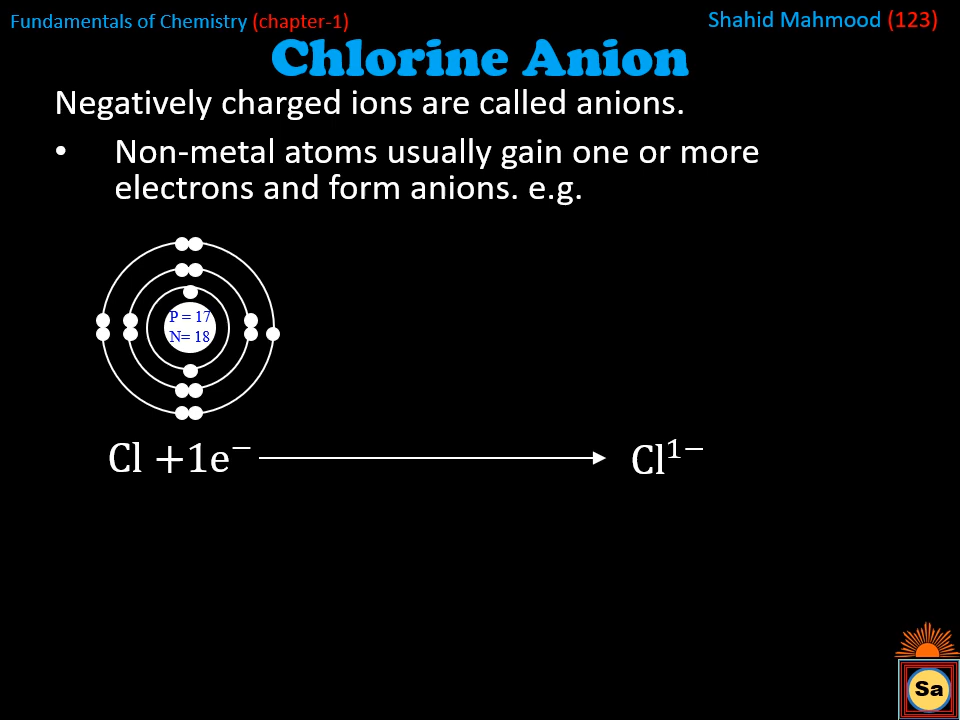 Fundamentals of Chemistry (chapter-1)
Shahid Mahmood (123)
Chlorine Anion
Negatively charged ions are called anions.
• Non-metal atoms usually gain one or more
electrons and form anions. e.g.
P = 17
N= 18
Cl +1e⁻ ⟶ Cl¹⁻
Sa